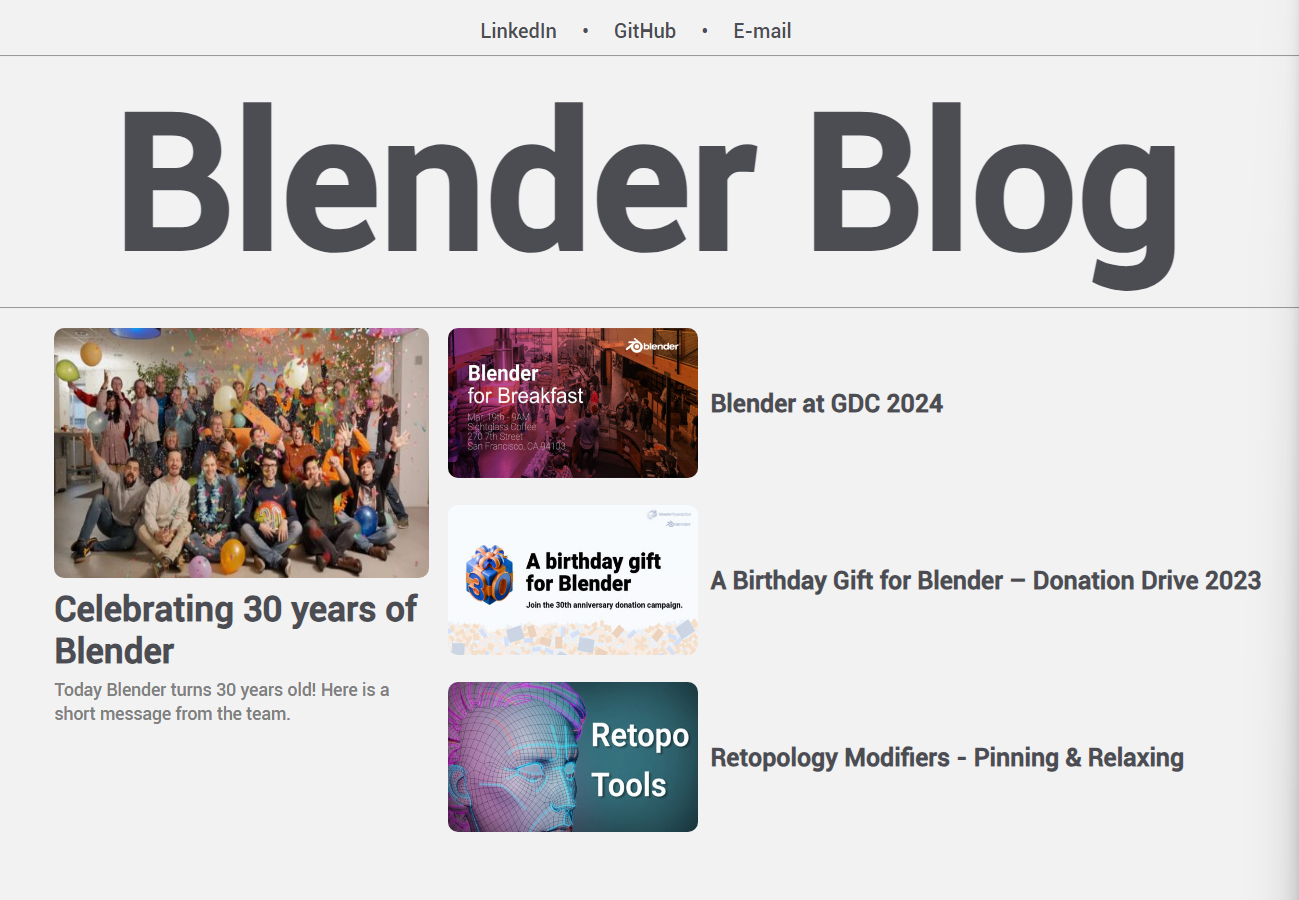 LinkedIn • GitHub • E-mail
Blender Blog
Celebrating 30 years of
Blender
Today Blender turns 30 years old! Here is a
short message from the team.
blender
Blender
for Breakfast
Mar. 19th - 9AM
Sightglass Coffee
270 7th Street
San Francisco, CA 94103
Blender at GDC 2024
A birthday gift
for Blender
Join the 30th anniversary donation campaign.
A Birthday Gift for Blender – Donation Drive 2023
Retopo
Tools
Retopology Modifiers - Pinning & Relaxing